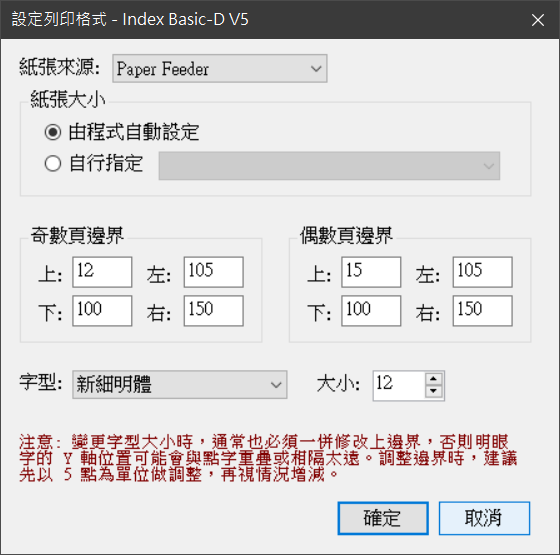 設定列印格式 - Index Basic-D V5
紙張來源: Paper Feeder
紙張大小
由程式自動設定
自行指定
奇數頁邊界
上: 12 左: 105
下: 100 右: 150
偶數頁邊界
上: 15 左: 105
下: 100 右: 150
字型: 新細明體 大小: 12
注意: 變更字型大小時，通常也必須一併修改上邊界，否則明眼
字的 Y 軸位置可能會與點字重疊或相隔太遠。調整邊界時，建議
先以 5 點為單位做調整，再視情況增減。
確定 取消